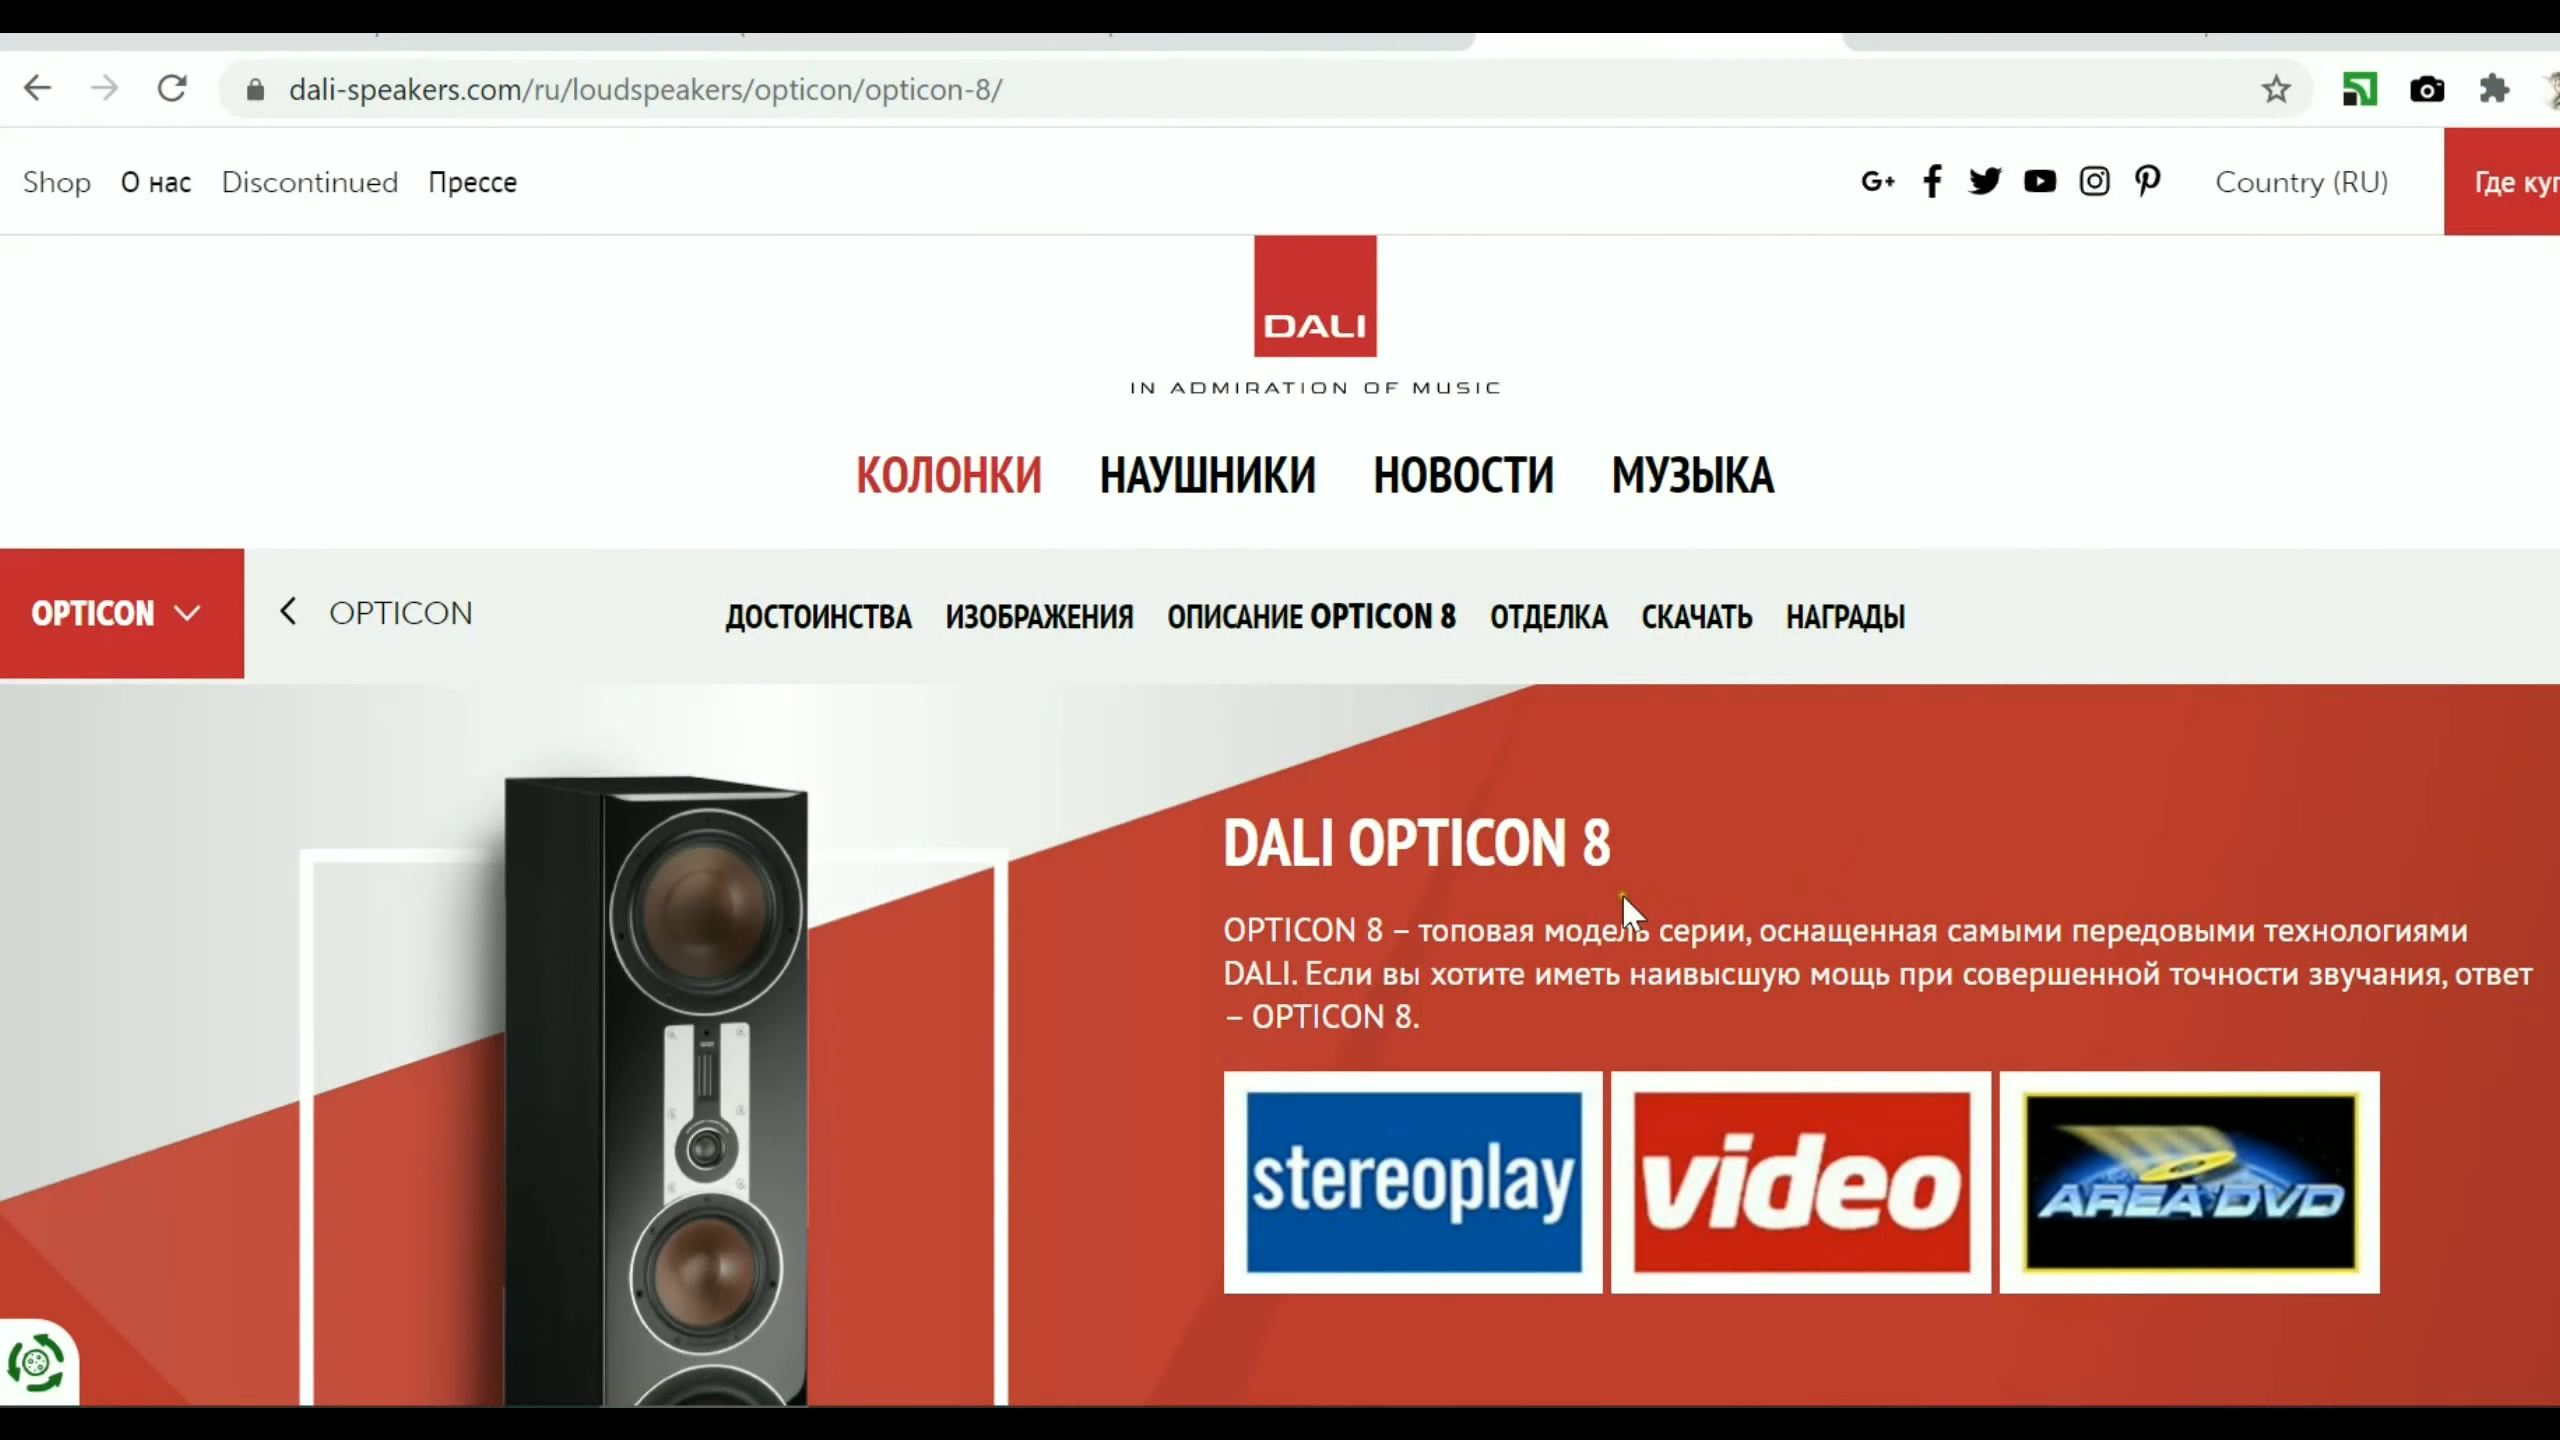 dali-speakers.com/ru/loudspeakers/opticon/opticon-8/
Shop О нас Discontinued Прессе
G+ Country (RU)
DALI
IN ADMIRATION OF MUSIC
КОЛОНКИ НАУШНИКИ НОВОСТИ МУЗЫКА
OPTICON OPTICON ДОСТОИНСТВА ИЗОБРАЖЕНИЯ ОПИСАНИЕ OPTICON 8 ОТДЕЛКА СКАЧАТЬ НАГРАДЫ
DALI OPTICON 8
OPTICON 8 – топовая модель серии, оснащенная самыми передовыми технологиями
DALI. Если вы хотите иметь наивысшую мощь при совершенной точности звучания, ответ
– OPTICON 8.
stereoplay video AREA DVD